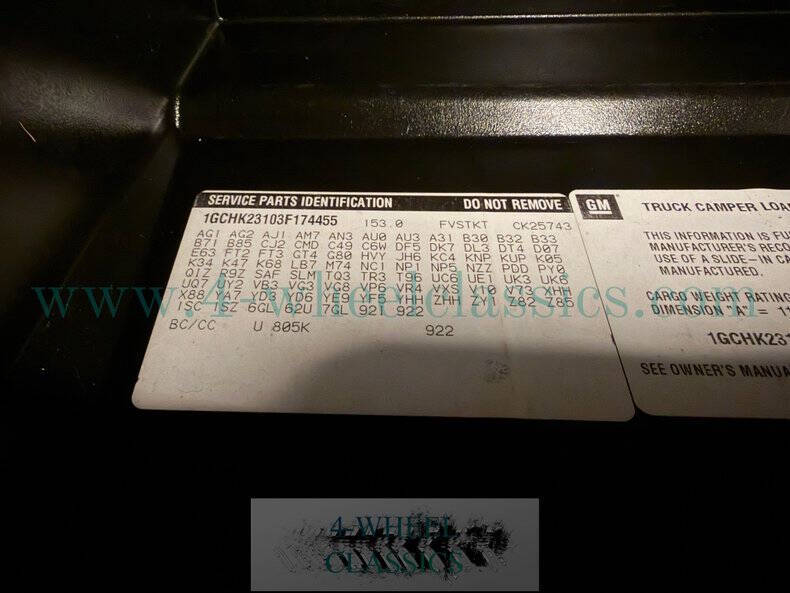 SERVICE PARTS IDENTIFICATION DO NOT REMOVE
1GCHK23103F174455 153.0 FVSTKT CK25743
AG1 AG2 AJ1 AM7 AN3 AU0 AU3 A31 B30 B32 B33
B71 B85 CJ2 CMD C49 C6W DF5 DK7 DL3 DT4 D07
E63 FT2 FT3 GT4 G80 HVY JH6 KC4 KNP KUP K05
K34 K47 K68 LB7 M74 NC1 NP1 NP5 NZZ PDD PY0
Q1Z R9Z SAF SLM TQ3 TR3 T96 UC6 UE1 UK3 UK6
UQ7 UY2 VB3 VG3 VG8 VP6 VR4 VXS V10 V73 XHH
X88 YA7 YD3 YD6 YE9 YF5 YHH ZHH ZY1 Z82 Z85
1SC 1SZ 6GL 62U 7GL 921 922
BC/CC U 805K 922
GM TRUCK CAMPER LOA
THIS INFORMATION IS FU
MANUFACTURER'S RECO
USE OF A SLIDE-IN CA
MANUFACTURED.
CARGO WEIGHT RATING
DIMENSION "A" = 11
1GCHK231
SEE OWNER'S MANUA
www.4-wheelclassics.com
4-WHEEL
CLASSICS